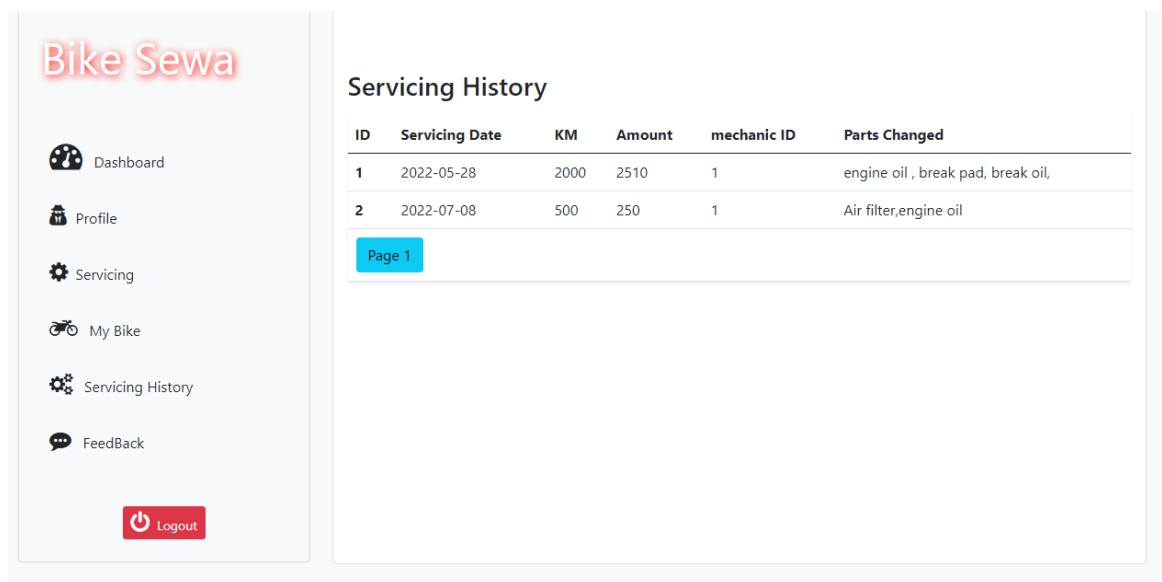 Bike Sewa
Dashboard
Profile
Servicing
My Bike
Servicing History
FeedBack
Logout
Servicing History
ID Servicing Date KM Amount mechanic ID Parts Changed
1 2022-05-28 2000 2510 1 engine oil , break pad, break oil,
2 2022-07-08 500 250 1 Air filter,engine oil
Page 1